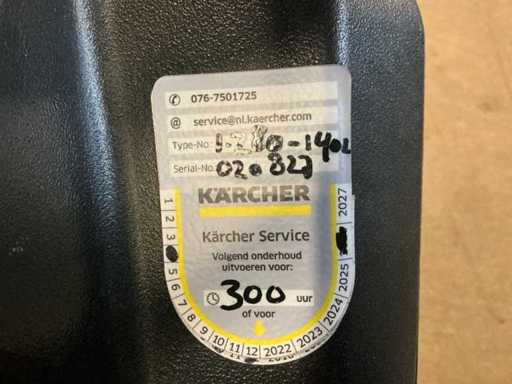 076-7501725
@ service@nl.kaercher.com
Type-No.:
Serial-No. 020827
KÄRCHER
Kärcher Service
Volgend onderhoud
uitvoeren voor:
300 uur
of voor
1 2 3 5 6 7 8 9 10 11 12 2022 2023 2024 2025 2027